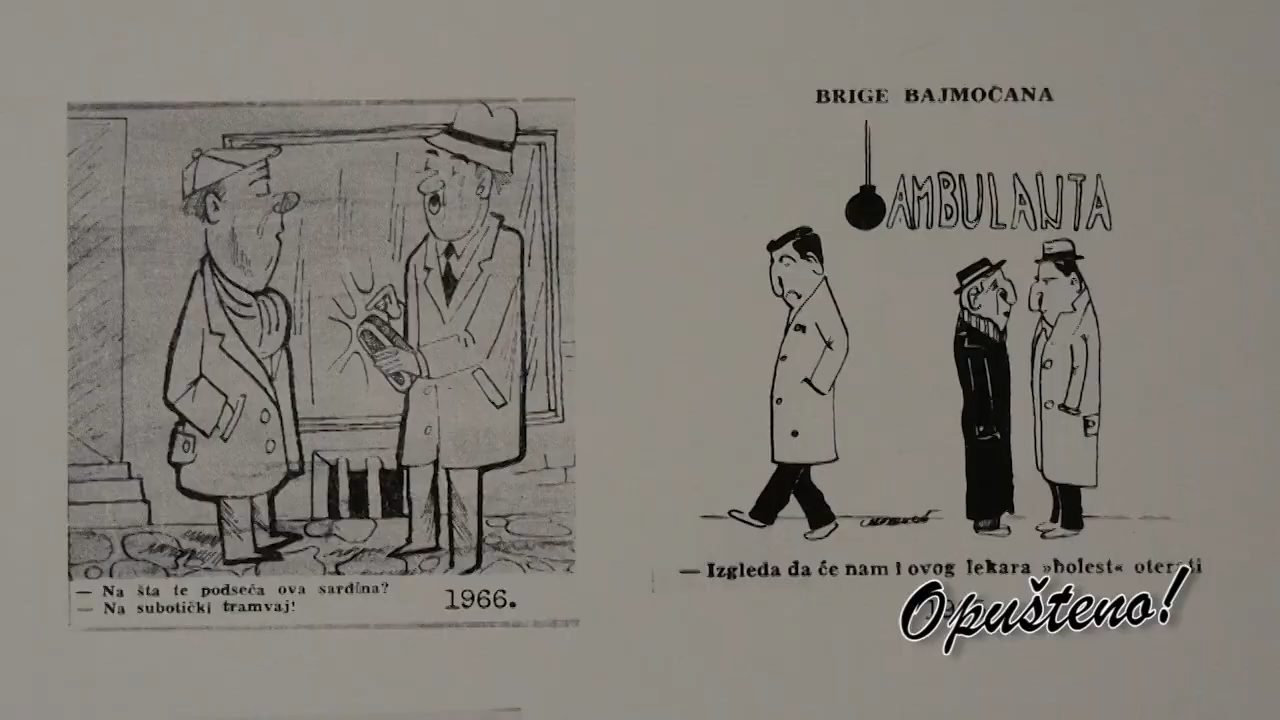 — Na šta te podseća ova sardina?
— Na subotički tramvaj!
1966.
BRIGE BAJMOČANA
AMBULANTA
— Izgleda da će nam i ovog lekara »bolest« oterati
Opušteno!